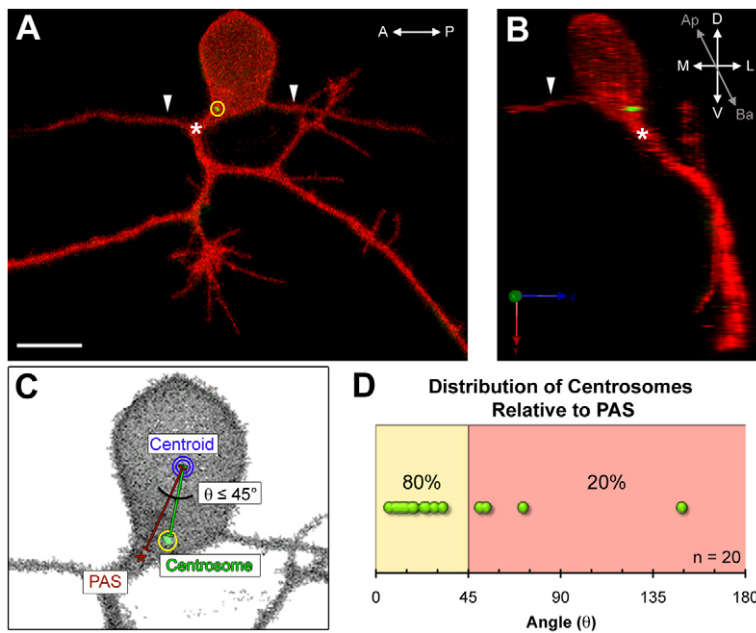 A
A P
*
B
Ap D
M L
V
Ba
*
C
Centroid
θ ≤ 45°
Centrosome
PAS
D
Distribution of Centrosomes
Relative to PAS
80% 20%
n = 20
0 45 90 135 180
Angle (θ)